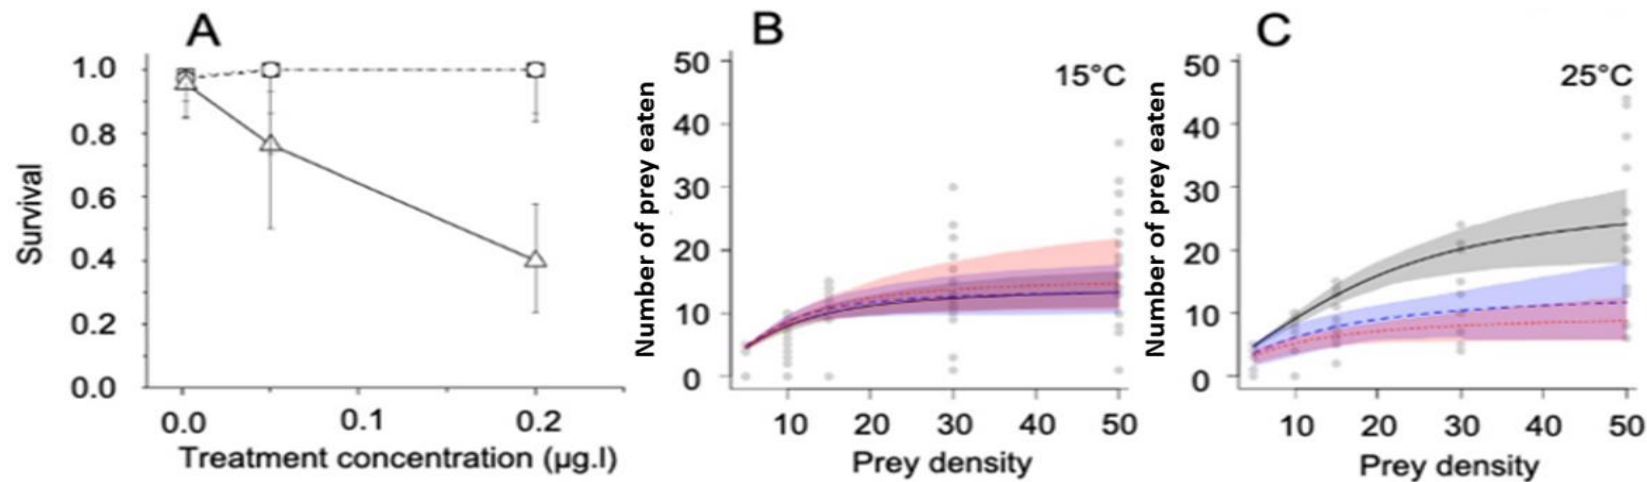 A
Survival
1.0
0.8
0.6
0.4
0.2
0.0
0.0 0.1 0.2
Treatment concentration (µg.l)
B
15°C
Number of prey eaten
50
40
30
20
10
0
10 20 30 40 50
Prey density
C
25°C
Number of prey eaten
50
40
30
20
10
0
10 20 30 40 50
Prey density